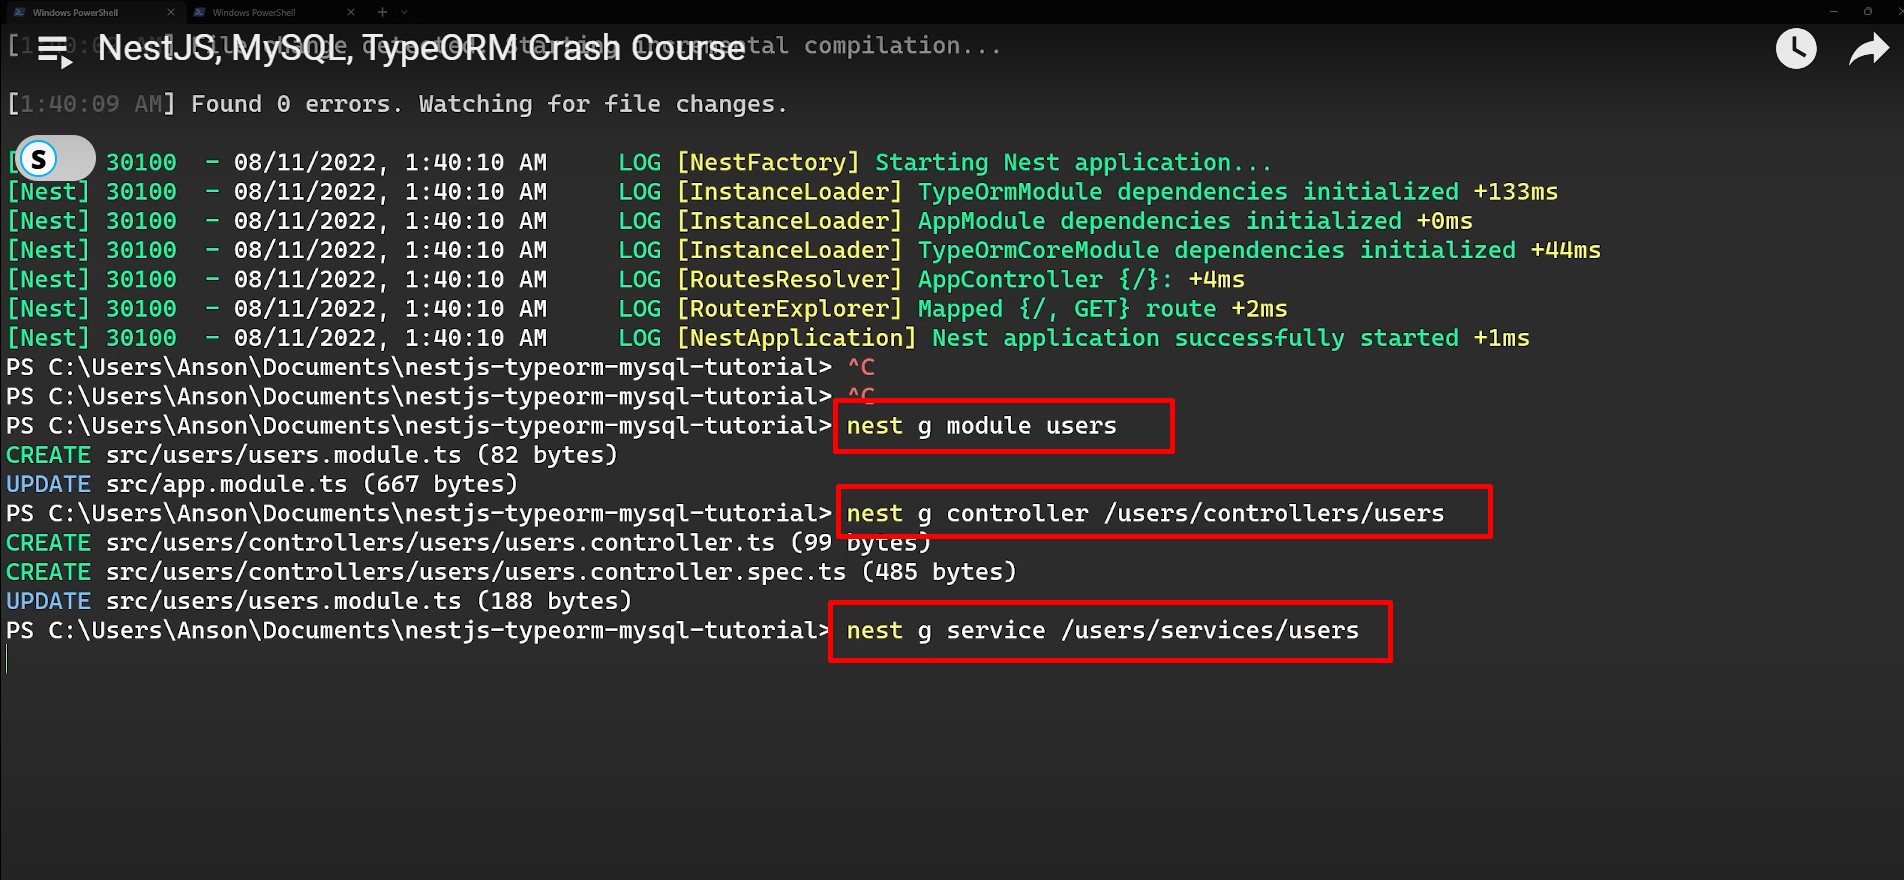 Windows PowerShell
Windows PowerShell
NestJS, MySQL, TypeORM Crash Course
incremental compilation...
[1:40:09 AM] Found 0 errors. Watching for file changes.
S
[ 30100 - 08/11/2022, 1:40:10 AM LOG [NestFactory] Starting Nest application...
[Nest] 30100 - 08/11/2022, 1:40:10 AM LOG [InstanceLoader] TypeOrmModule dependencies initialized +133ms
[Nest] 30100 - 08/11/2022, 1:40:10 AM LOG [InstanceLoader] AppModule dependencies initialized +0ms
[Nest] 30100 - 08/11/2022, 1:40:10 AM LOG [InstanceLoader] TypeOrmCoreModule dependencies initialized +44ms
[Nest] 30100 - 08/11/2022, 1:40:10 AM LOG [RoutesResolver] AppController {/}: +4ms
[Nest] 30100 - 08/11/2022, 1:40:10 AM LOG [RouterExplorer] Mapped {/, GET} route +2ms
[Nest] 30100 - 08/11/2022, 1:40:10 AM LOG [NestApplication] Nest application successfully started +1ms
PS C:\Users\Anson\Documents\nestjs-typeorm-mysql-tutorial> ^C
PS C:\Users\Anson\Documents\nestjs-typeorm-mysql-tutorial> ^C
PS C:\Users\Anson\Documents\nestjs-typeorm-mysql-tutorial> nest g module users
CREATE src/users/users.module.ts (82 bytes)
UPDATE src/app.module.ts (667 bytes)
PS C:\Users\Anson\Documents\nestjs-typeorm-mysql-tutorial> nest g controller /users/controllers/users
CREATE src/users/controllers/users/users.controller.ts (99 bytes)
CREATE src/users/controllers/users/users.controller.spec.ts (485 bytes)
UPDATE src/users/users.module.ts (188 bytes)
PS C:\Users\Anson\Documents\nestjs-typeorm-mysql-tutorial> nest g service /users/services/users